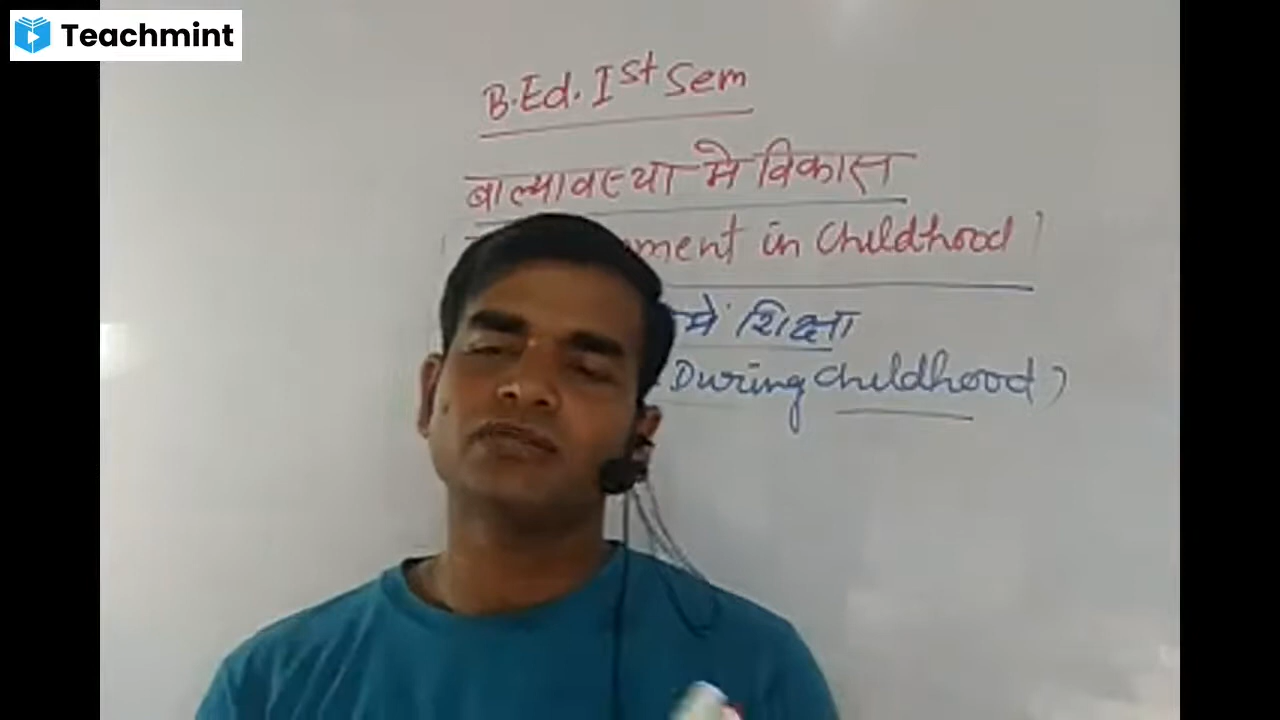 Teachmint
B.Ed. Ist Sem
बाल्यावस्था मे विकास
ment in Childhood)
में शिक्षा
During Childhood)